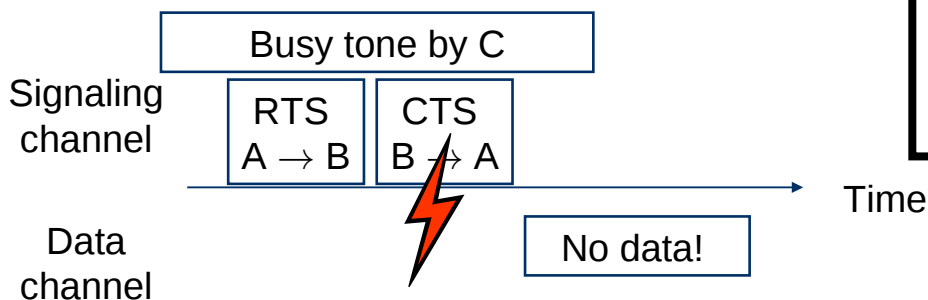 Busy tone by C
Signaling
channel
RTS
A → B
CTS
B → A
Time
Data
channel
No data!